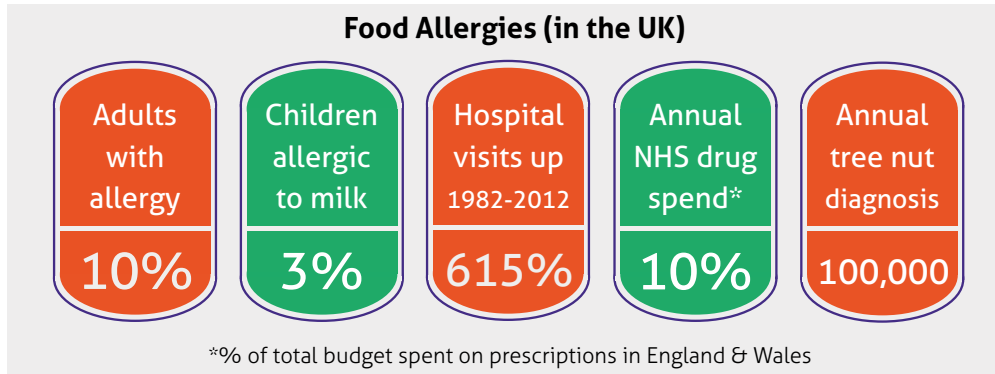 Food Allergies (in the UK)
Adults
with
allergy
10%
Children
allergic
to milk
3%
Hospital
visits up
1982-2012
615%
Annual
NHS drug
spend*
10%
Annual
tree nut
diagnosis
100,000
*% of total budget spent on prescriptions in England & Wales